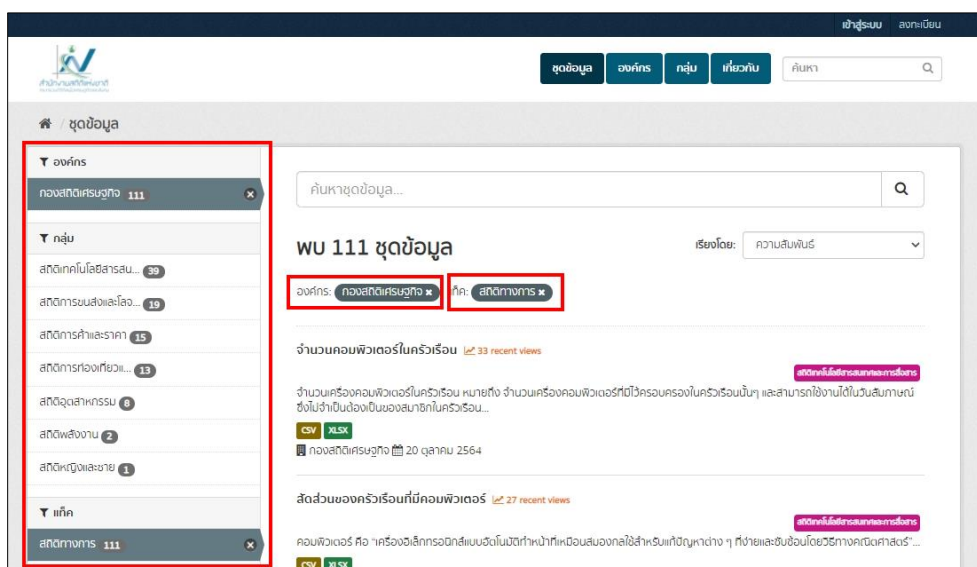 เข้าสู่ระบบ ลงทะเบียน
สำนักงานสถิติแห่งชาติ
ชุดข้อมูล องค์กร กลุ่ม เกี่ยวกับ ค้นหา
/ ชุดข้อมูล
องค์กร
กองสถิติเศรษฐกิจ 111
กลุ่ม
สถิติเทคโนโลยีสารสน... 39
สถิติการขนส่งและโลจ... 19
สถิติการค้าและราคา 15
สถิติการท่องเที่ยวแ... 13
สถิติอุตสาหกรรม 8
สถิติพลังงาน 2
สถิติหญิงและชาย 1
แท็ค
สถิติทางการ 111
ค้นหาชุดข้อมูล...
พบ 111 ชุดข้อมูล
เรียงโดย: ความสัมพันธ์
องค์กร: กองสถิติเศรษฐกิจ × แท็ค: สถิติทางการ ×
จำนวนคอมพิวเตอร์ในครัวเรือน 33 recent views
สถิติเทคโนโลยีสารสนเทศและการสื่อสาร
จำนวนเครื่องคอมพิวเตอร์ในครัวเรือน หมายถึง จำนวนเครื่องคอมพิวเตอร์ที่มีไว้ครอบครองในครัวเรือนนั้นๆ และสามารถใช้งานได้ในวันสัมภาษณ์
ซึ่งไม่จำเป็นต้องเป็นของสมาชิกในครัวเรือน...
CSV XLSX
กองสถิติเศรษฐกิจ 20 ตุลาคม 2564
สัดส่วนของครัวเรือนที่มีคอมพิวเตอร์ 27 recent views
สถิติเทคโนโลยีสารสนเทศและการสื่อสาร
คอมพิวเตอร์ คือ "เครื่องอิเล็กทรอนิกส์แบบอัตโนมัติทำหน้าที่เหมือนสมองกลใช้สำหรับแก้ปัญหาต่าง ๆ ที่ง่ายและซับซ้อนโดยวิธีทางคณิตศาสตร์"...
CSV XLSX